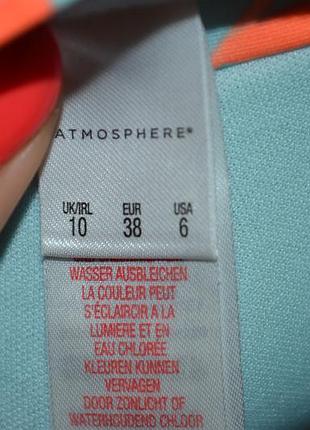 ATMOSPHERE®
UK/IRL EUR USA
10 38 6
WASSER AUSBLEICHEN
LA COULEUR PEUT
S'ÉCLAIRCIR A LA
LUMIERE ET EN
EAU CHLORÉE
KLEUREN KUNNEN
VERVAGEN
DOOR ZONLICHT OF
WATERHOUDEND CHLOOR